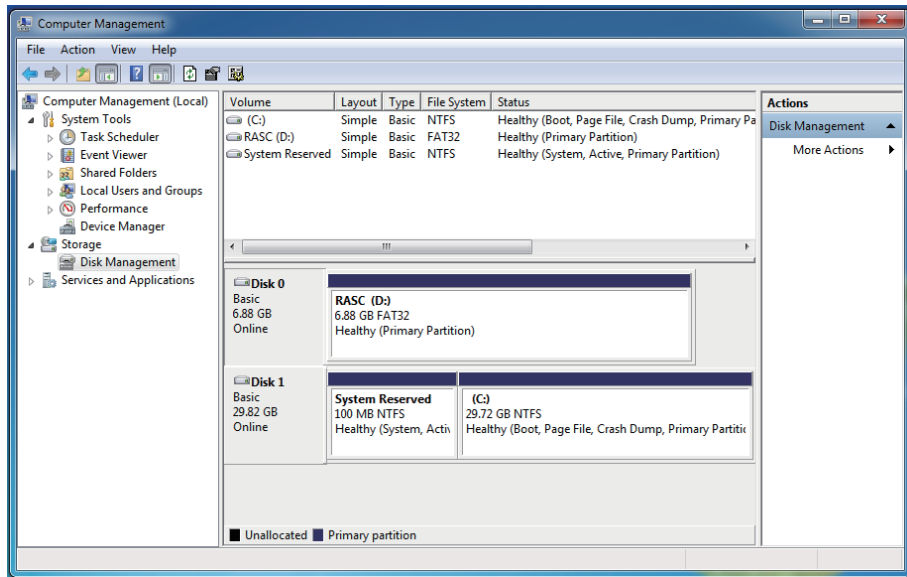 Computer Management
File Action View Help
Computer Management (Local)
System Tools
Task Scheduler
Event Viewer
Shared Folders
Local Users and Groups
Performance
Device Manager
Storage
Disk Management
Services and Applications
Volume Layout Type File System Status
(C:) Simple Basic NTFS Healthy (Boot, Page File, Crash Dump, Primary Pa
RASC (D:) Simple Basic FAT32 Healthy (Primary Partition)
System Reserved Simple Basic NTFS Healthy (System, Active, Primary Partition)
Disk 0
Basic
6.88 GB
Online
RASC (D:)
6.88 GB FAT32
Healthy (Primary Partition)
Disk 1
Basic
29.82 GB
Online
System Reserved
100 MB NTFS
Healthy (System, Activ
(C:)
29.72 GB NTFS
Healthy (Boot, Page File, Crash Dump, Primary Partitic
Unallocated Primary partition
Actions
Disk Management
More Actions